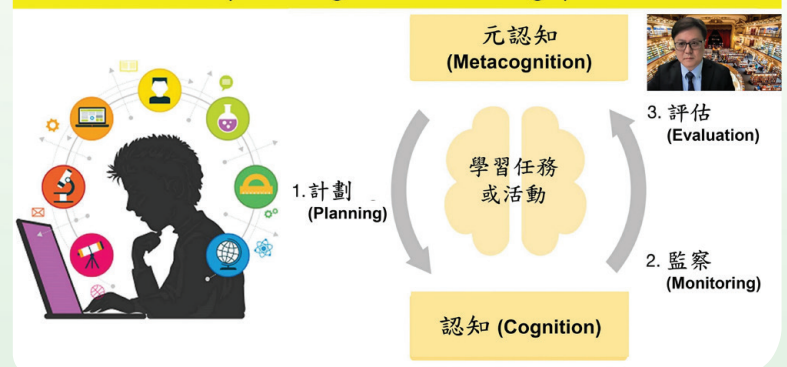 元認知
(Metacognition)
3. 評估
(Evaluation)
學習任務
或活動
1.計劃
(Planning)
2. 監察
(Monitoring)
認知 (Cognition)